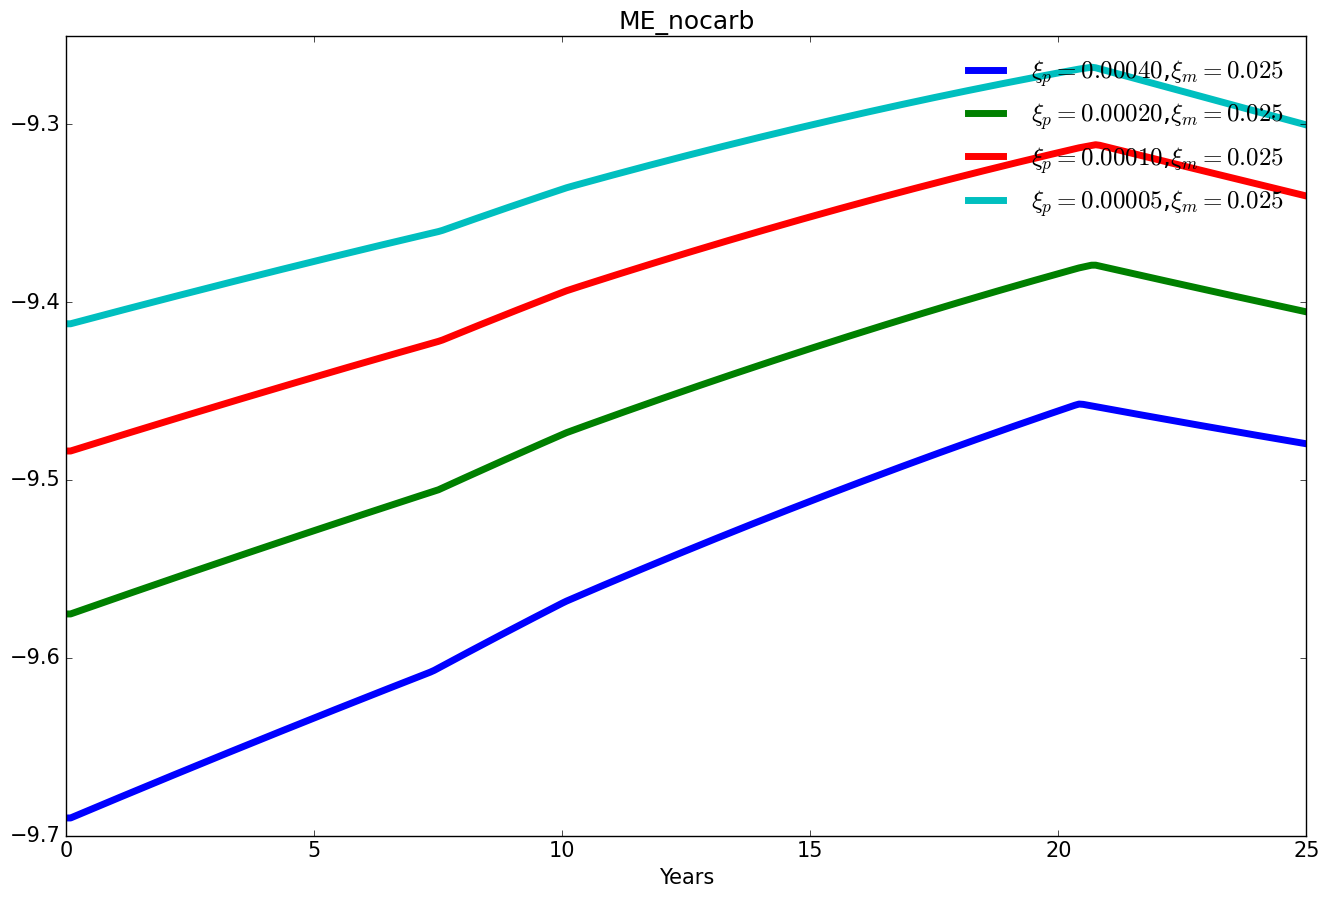 ME_nocarb
ξp = 0.00040,ξm = 0.025
ξp = 0.00020,ξm = 0.025
ξp = 0.00010,ξm = 0.025
ξp = 0.00005,ξm = 0.025
−9.3
−9.4
−9.5
−9.6
−9.7
0 5 10 15 20 25
Years